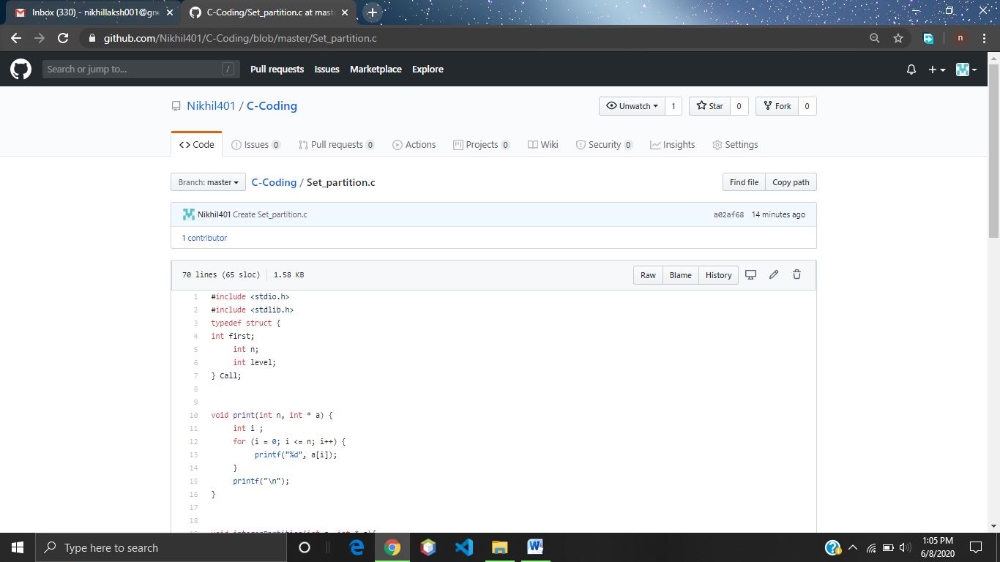 Inbox (330) - nikhillaksh001@gm
C-Coding/Set_partition.c at mast
github.com/Nikhil401/C-Coding/blob/master/Set_partition.c
n
Search or jump to... /
Pull requests Issues Marketplace Explore
Nikhil401 / C-Coding
Unwatch 1 Star 0 Fork 0
Code Issues 0 Pull requests 0 Actions Projects 0 Wiki Security 0 Insights Settings
Branch: master C-Coding / Set_partition.c Find file Copy path
Nikhil401 Create Set_partition.c a02af68 14 minutes ago
1 contributor
70 lines (65 sloc) 1.58 KB Raw Blame History
1 #include <stdio.h>
2 #include <stdlib.h>
3 typedef struct {
4 int first;
5 int n;
6 int level;
7 } Call;
8
9
10 void print(int n, int * a) {
11 int i ;
12 for (i = 0; i <= n; i++) {
13 printf("%d", a[i]);
14 }
15 printf("\n");
16 }
17
18
19 void integerPartition(int n, int * a){
Type here to search
1:05 PM
6/8/2020